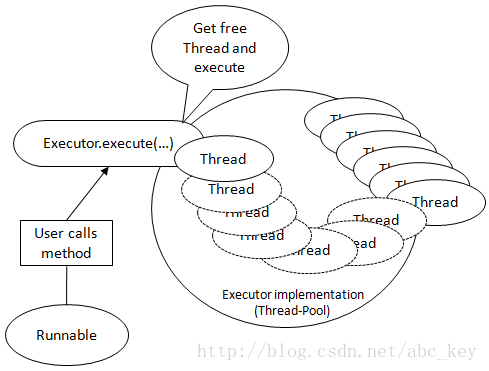 Get free
Thread and
execute
Executor.execute(...)
Thread
Thread
Thread
Thread
Thread
Thread
Thread
User calls
method
Executor implementation
(Thread-Pool)
Runnable
http://blog.csdn.net/abc_key